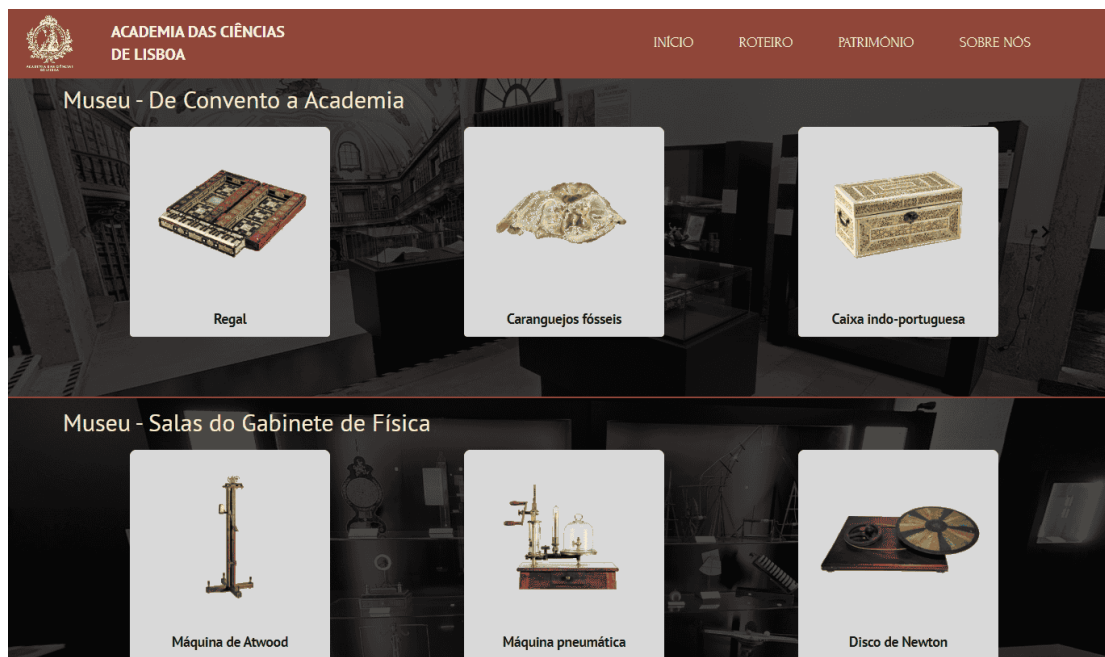 ACADEMIA DAS CIÊNCIAS
DE LISBOA
INÍCIO
ROTEIRO
PATRIMÓNIO
SOBRE NÓS
Museu - De Convento a Academia
Regal
Caranguejos fósseis
Caixa indo-portuguesa
Museu - Salas do Gabinete de Física
Máquina de Atwood
Máquina pneumática
Disco de Newton